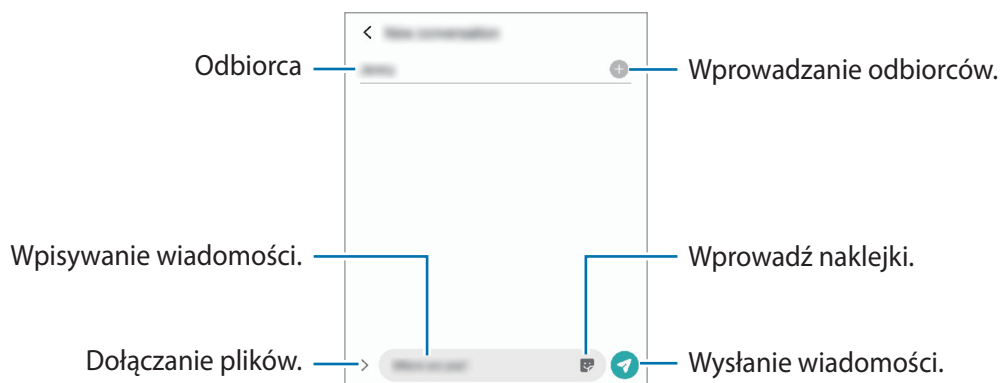 Odbiorca
Wprowadzanie odbiorców.
Wpisywanie wiadomości.
Wprowadź naklejki.
Dołączanie plików.
Wysłanie wiadomości.